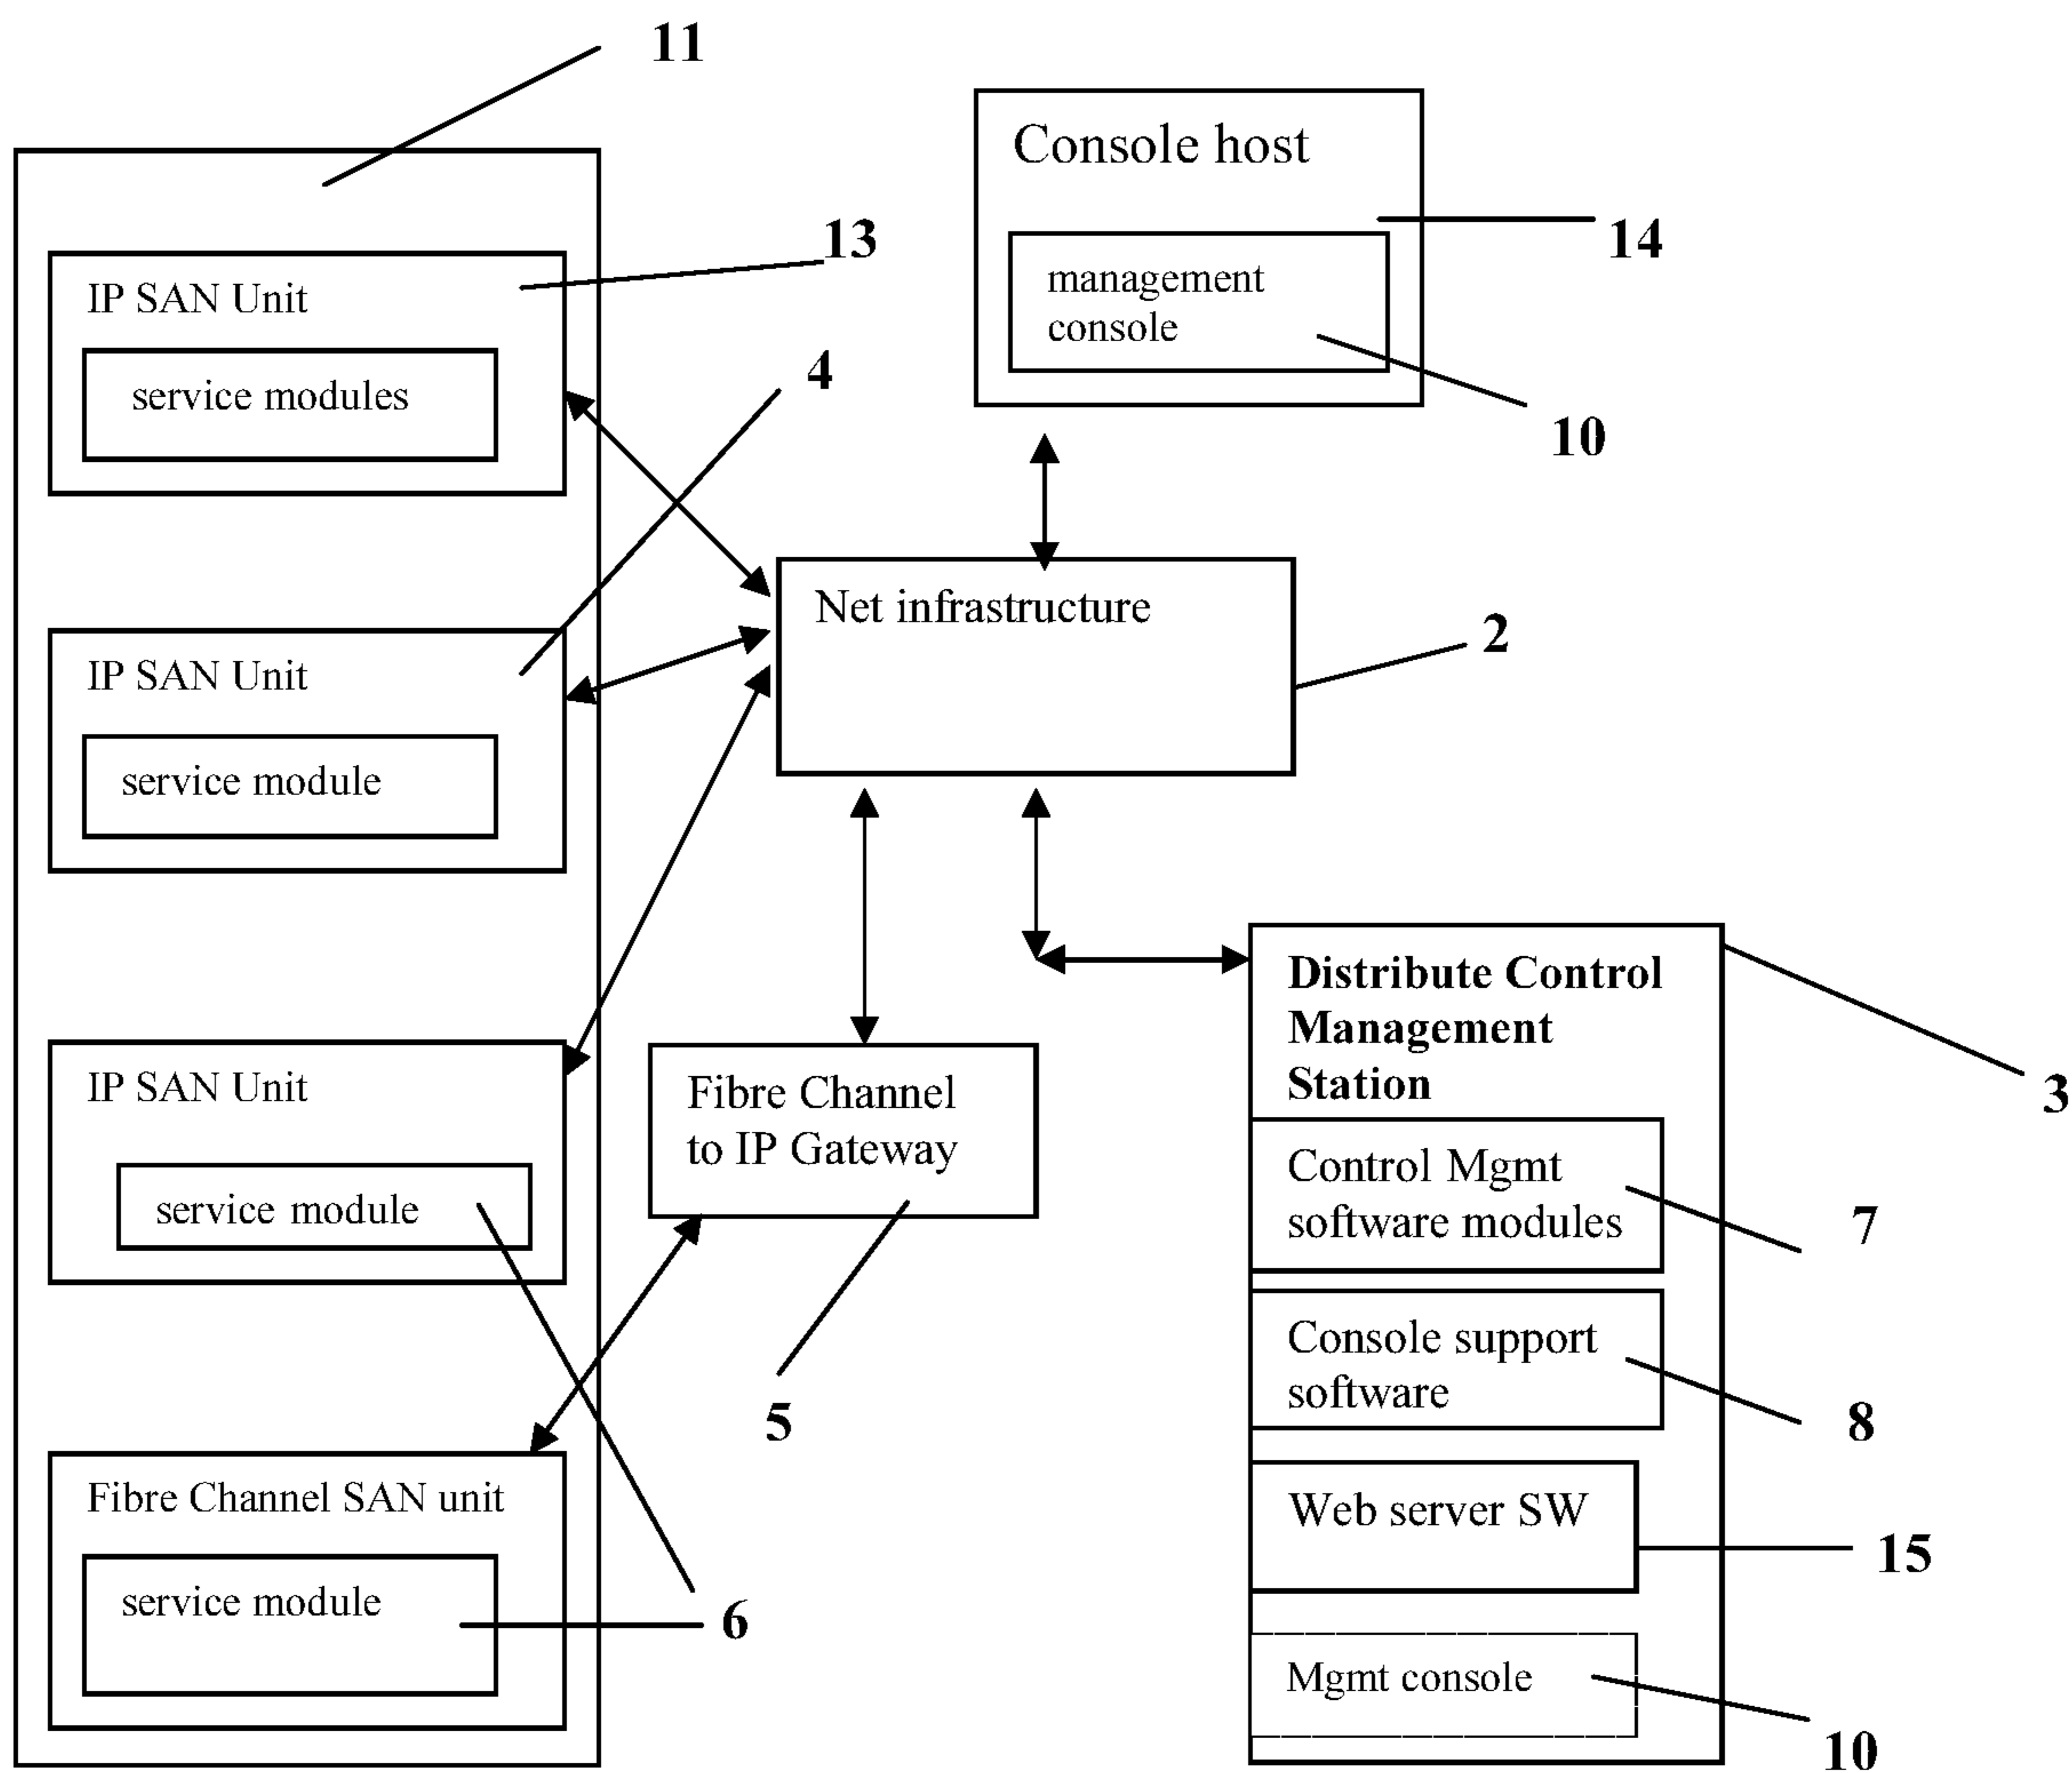 11
Console host
14
management
console
10
13
IP SAN Unit
service modules
4
Net infrastructure
2
IP SAN Unit
service module
Distribute Control
Management
Station
3
IP SAN Unit
service module
Fibre Channel
to IP Gateway
5
Control Mgmt
software modules
7
Console support
software
8
Fibre Channel SAN unit
service module
6
Web server SW
15
Mgmt console
10